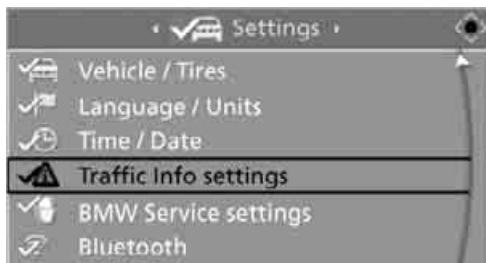 Settings
Vehicle / Tires
Language / Units
Time / Date
Traffic Info settings
BMW Service settings
Bluetooth